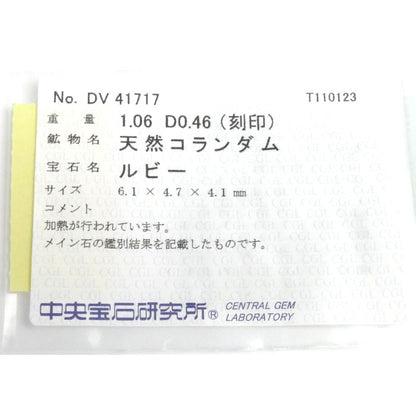 No. DV 41717 T110123
重量 1.06 D0.46 (刻印)
鉱物名 天然コランダム
宝石名 ルビー
サイズ 6.1 × 4.7 × 4.1 mm
コメント
加熱が行われています。
メイン石の鑑別結果を記載したものです。
中央宝石研究所® CENTRAL GEM
LABORATORY